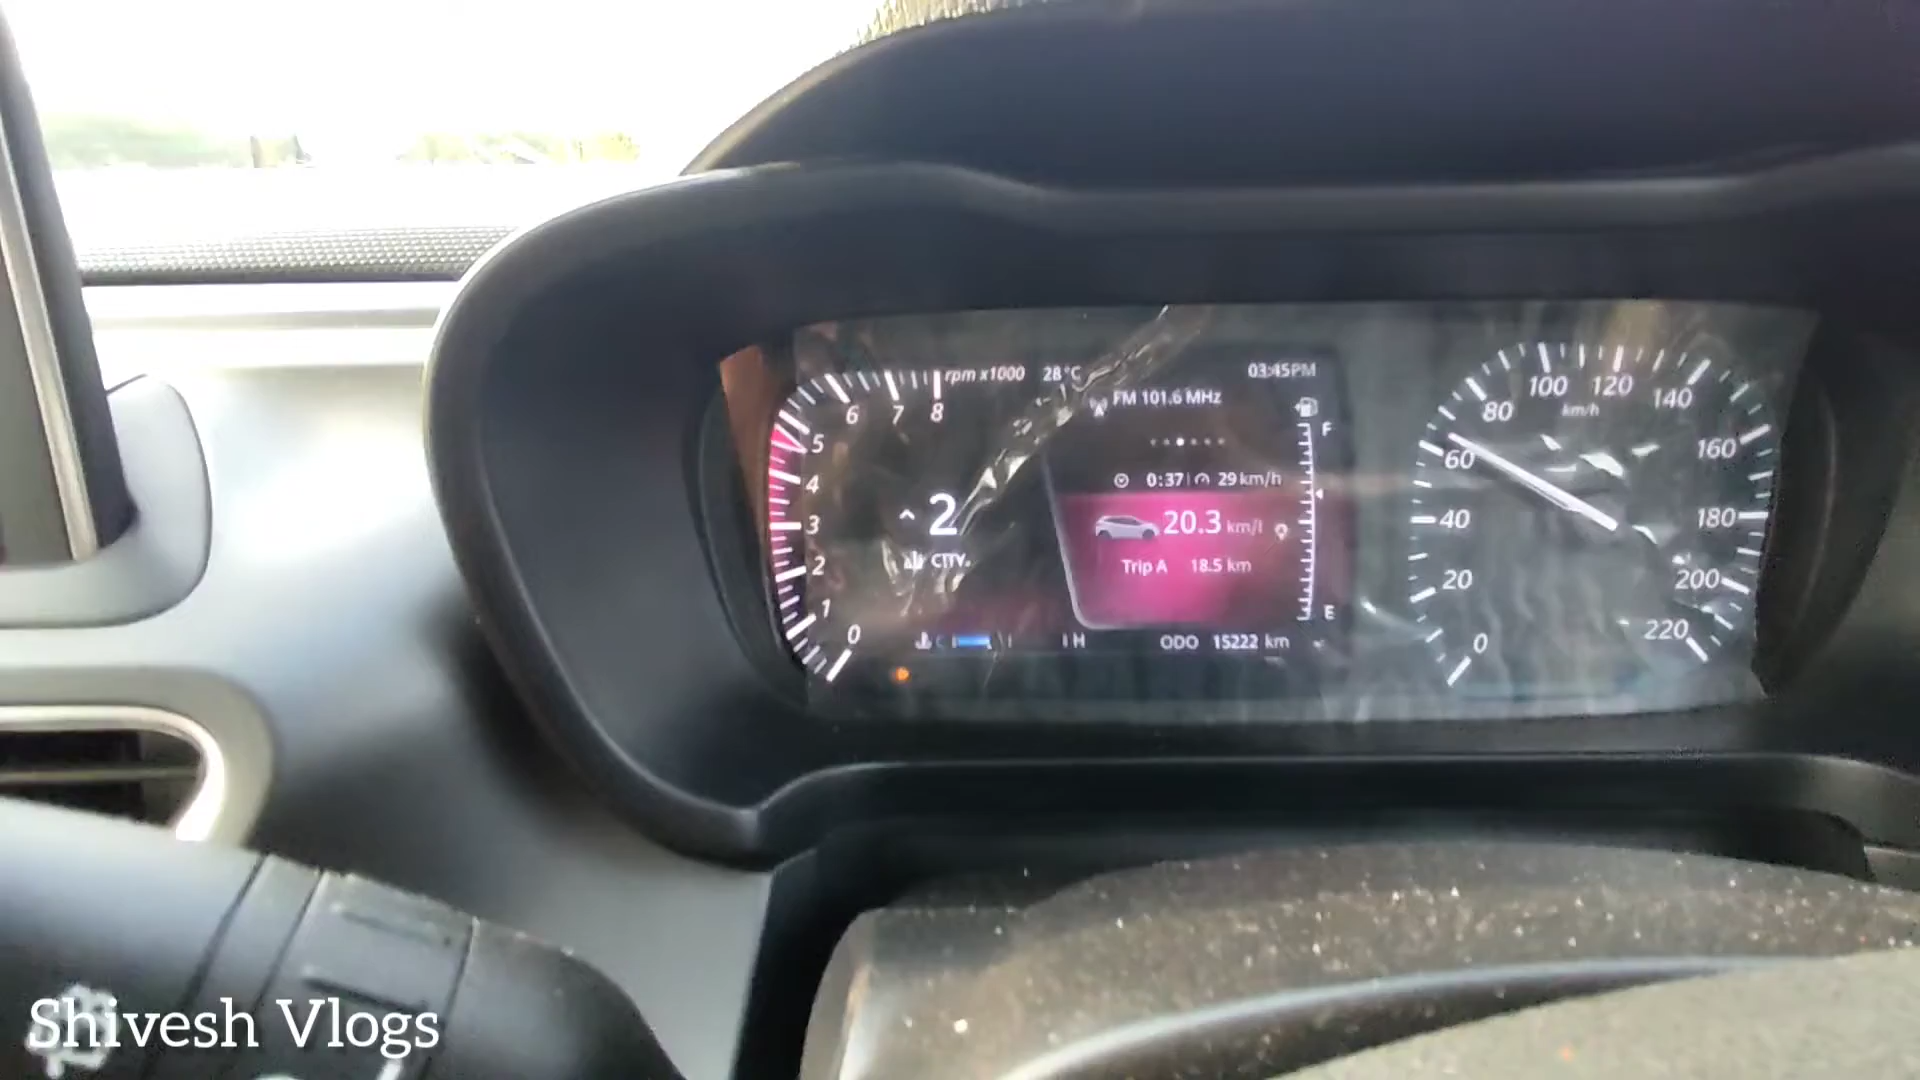 rpm x1000
28°C
03:45PM
FM 101.6 MHz
8
7
6
5
4
3
2
1
0
^ 2
CITY
0:37 29 km/h
20.3 km/l
Trip A 18.5 km
F
E
C H
ODO 15222 km
km/h
0
20
40
60
80
100
120
140
160
180
200
220
Shivesh Vlogs